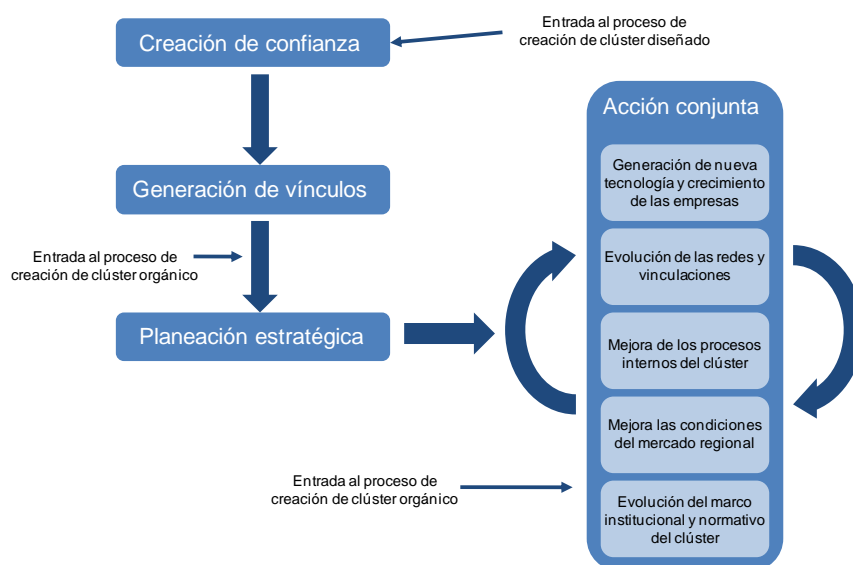 Creación de confianza
Entrada al proceso de
creación de clúster diseñado
Generación de vínculos
Entrada al proceso de
creación de clúster orgánico
Planeación estratégica
Acción conjunta
Generación de nueva
tecnología y crecimiento
de las empresas
Evolución de las redes y
vinculaciones
Mejora de los procesos
internos del clúster
Mejora las condiciones
del mercado regional
Entrada al proceso de
creación de clúster orgánico
Evolución del marco
institucional y normativo
del clúster